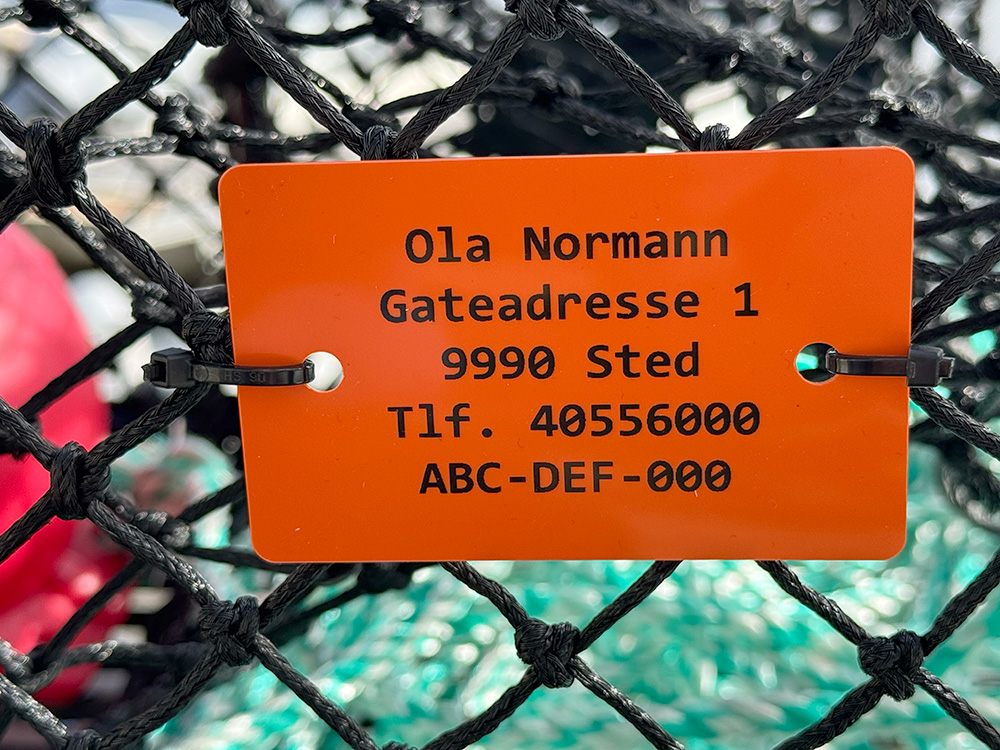 Ola Normann
Gateadresse 1
9990 Sted
Tlf. 40556000
ABC-DEF-000